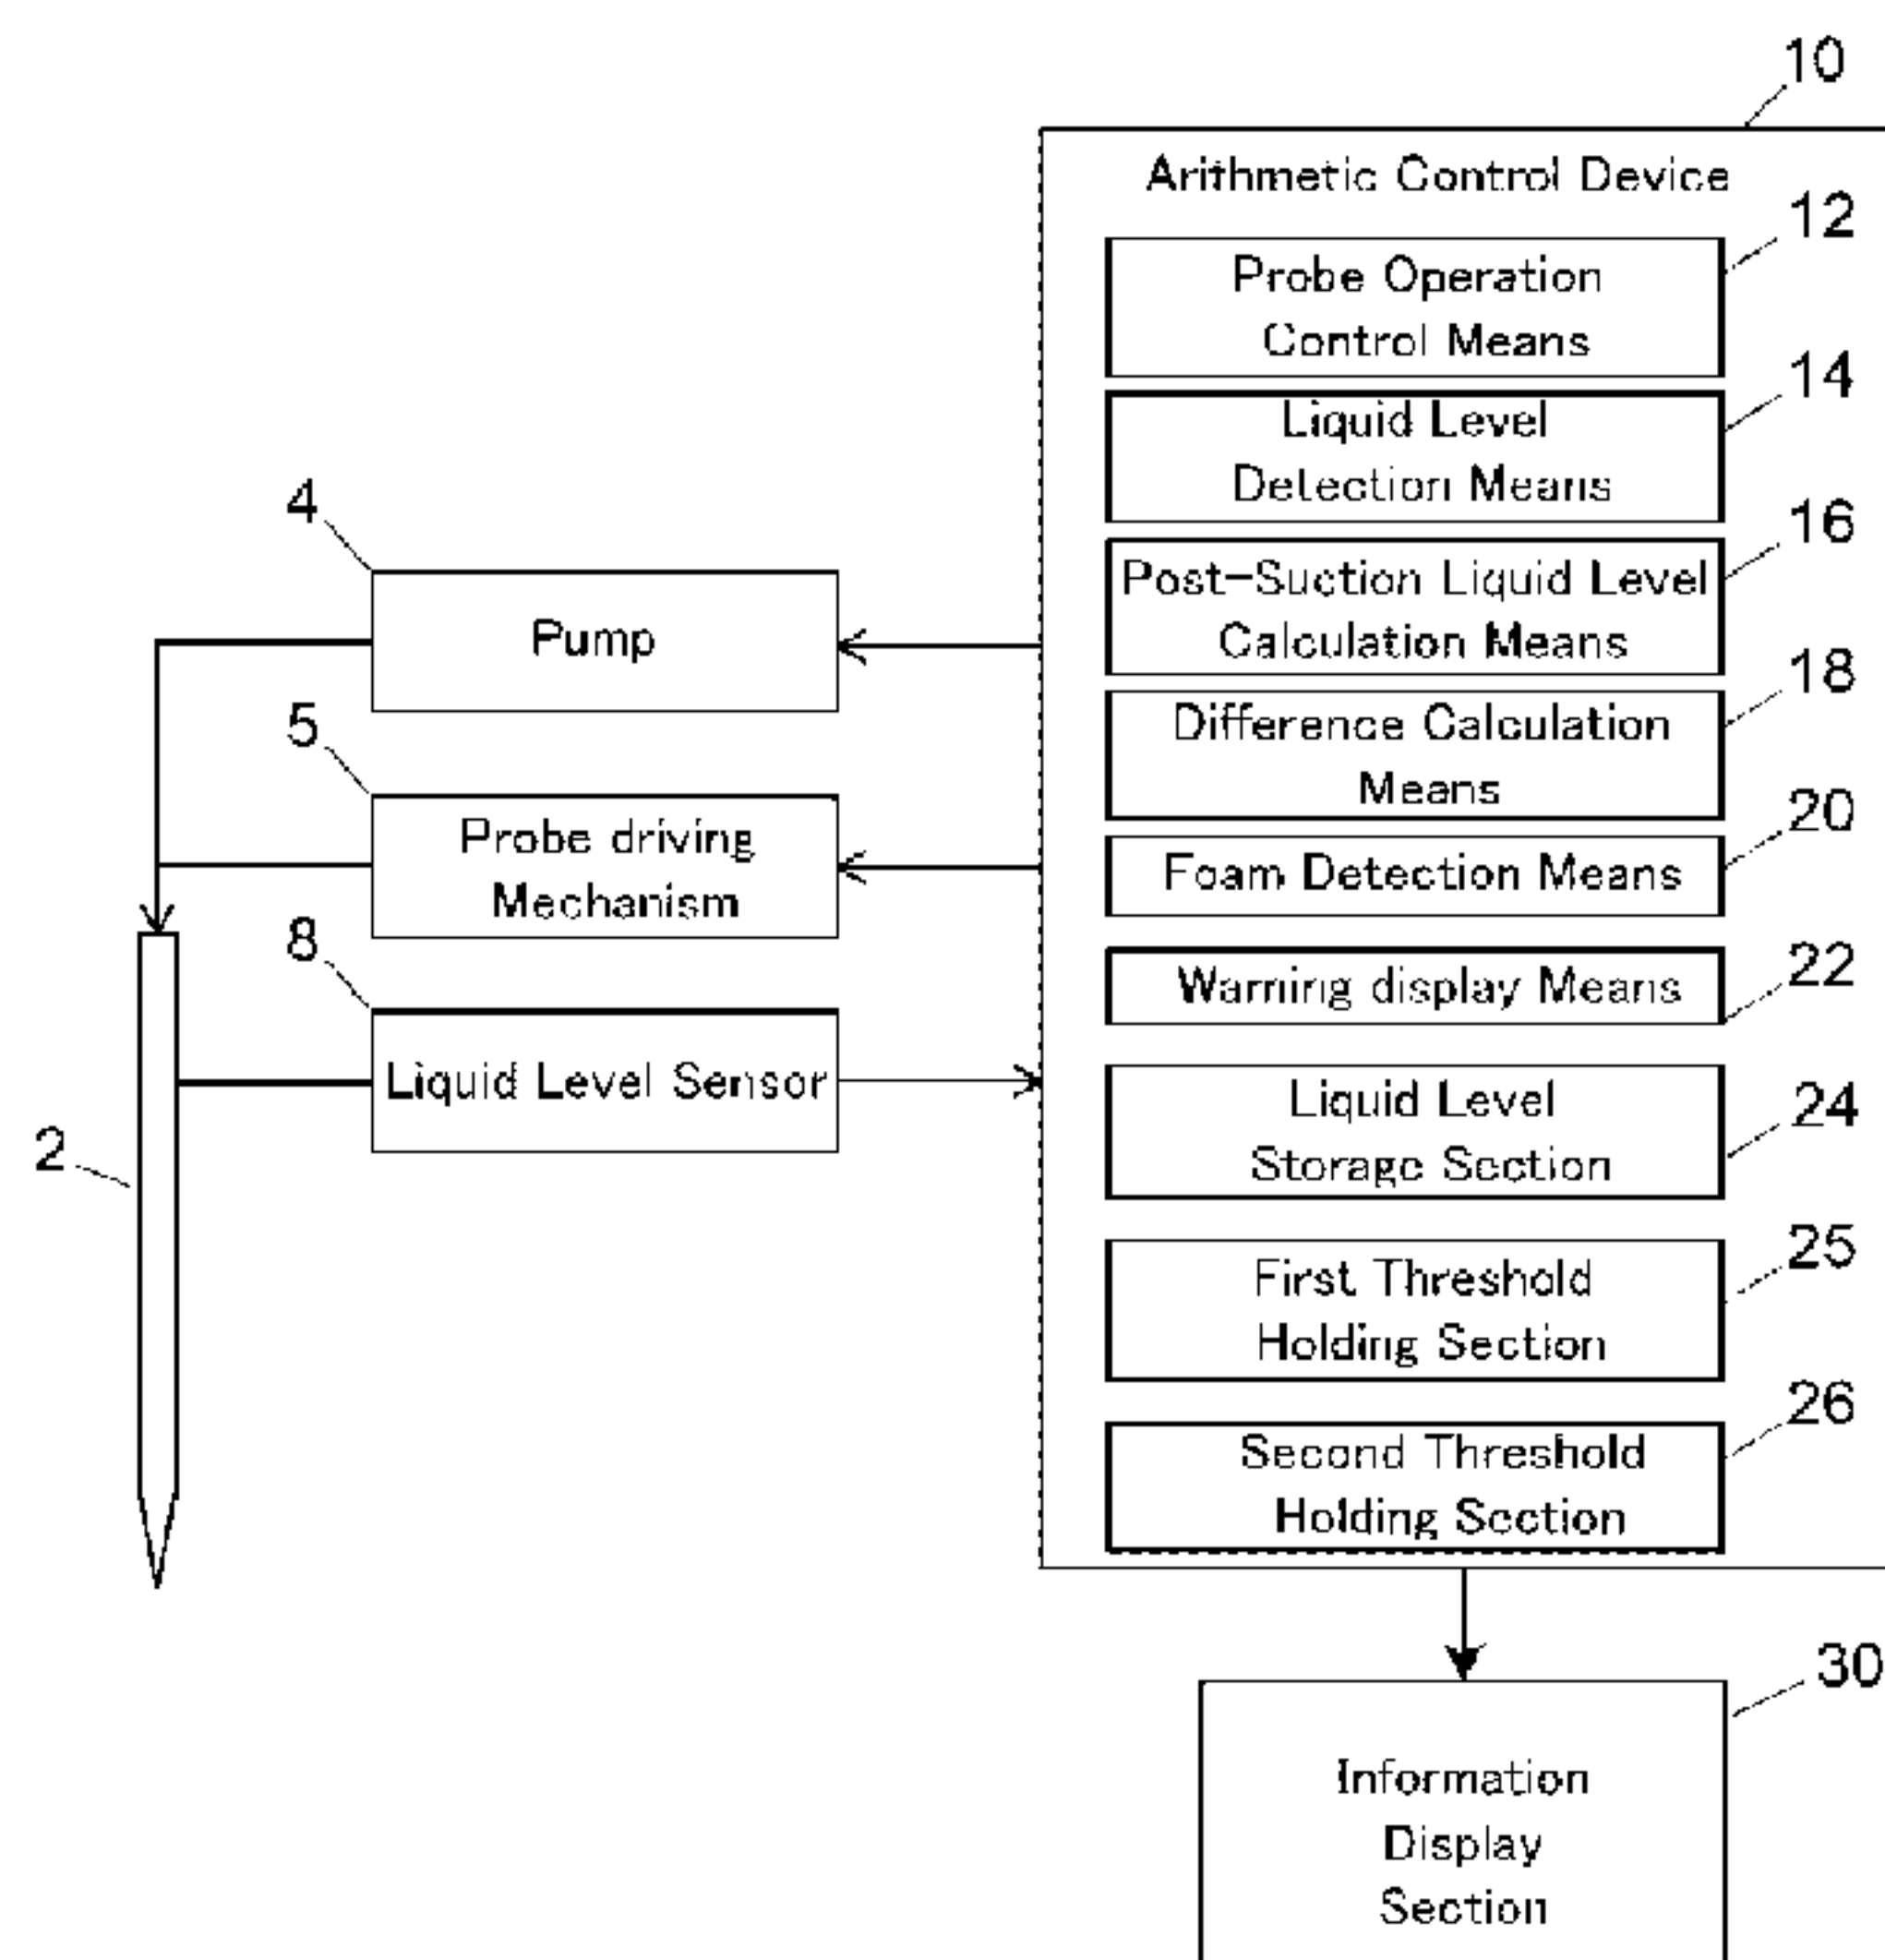 10
Arithmetic Control Device
12
Probe Operation
Control Means
14
Liquid Level
Detection Means
16
Post-Suction Liquid Level
Calculation Means
18
Difference Calculation
Means
20
Foam Detection Means
22
Warning display Means
24
Liquid Level
Storage Section
25
First Threshold
Holding Section
26
Second Threshold
Holding Section
4
Pump
5
Probe driving
Mechanism
8
Liquid Level Sensor
2
30
Information
Display
Section